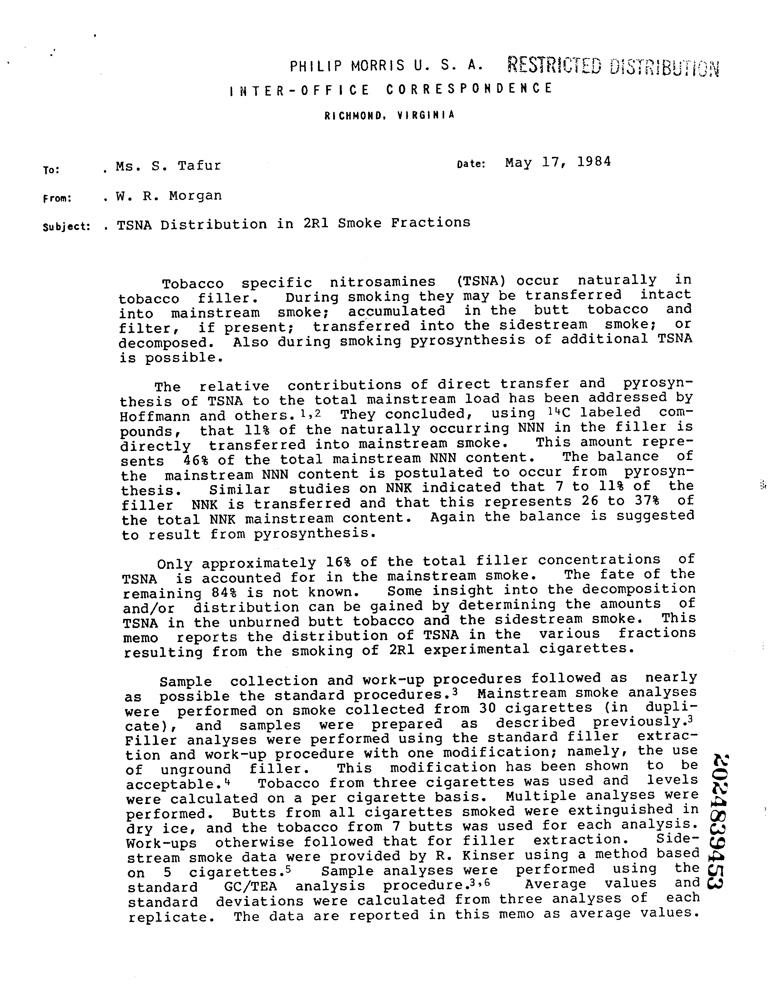 PHILIP MORRIS U. S. A. RESTRICTED DISTRIBUTION
INTER-OFFICE CORRESPONDENCE
RICHMOND, VIRGINIA
To: . Ms. S. Tafur Date: May 17, 1984
From: . W. R. Morgan
Subject: . TSNA Distribution in 2R1 Smoke Fractions
Tobacco specific nitrosamines (TSNA) occur naturally in
tobacco filler. During smoking they may be transferred intact
into mainstream smoke; accumulated in the butt tobacco and
filter, if present; transferred into the sidestream smoke; or
decomposed. Also during smoking pyrosynthesis of additional TSNA
is possible.
The relative contributions of direct transfer and pyrosyn-
thesis of TSNA to the total mainstream load has been addressed by
Hoffmann and others.1,2 They concluded, using 14C labeled com-
pounds, that 11% of the naturally occurring NNN in the filler is
directly transferred into mainstream smoke. This amount repre-
sents 46% of the total mainstream NNN content. The balance of
the mainstream NNN content is postulated to occur from pyrosyn-
thesis. Similar studies on NNK indicated that 7 to 11% of the
filler NNK is transferred and that this represents 26 to 37% of
the total NNK mainstream content. Again the balance is suggested
to result from pyrosynthesis.
Only approximately 16% of the total filler concentrations of
TSNA is accounted for in the mainstream smoke. The fate of the
remaining 84% is not known. Some insight into the decomposition
and/or distribution can be gained by determining the amounts of
TSNA in the unburned butt tobacco and the sidestream smoke. This
memo reports the distribution of TSNA in the various fractions
resulting from the smoking of 2R1 experimental cigarettes.
Sample collection and work-up procedures followed as nearly
as possible the standard procedures.3 Mainstream smoke analyses
were performed on smoke collected from 30 cigarettes (in dupli-
cate), and samples were prepared as described previously.3
Filler analyses were performed using the standard filler extrac-
tion and work-up procedure with one modification; namely, the use
of unground filler. This modification has been shown to be
acceptable.4 Tobacco from three cigarettes was used and levels
were calculated on a per cigarette basis. Multiple analyses were
performed. Butts from all cigarettes smoked were extinguished in
dry ice, and the tobacco from 7 butts was used for each analysis.
Work-ups otherwise followed that for filler extraction. Side-
stream smoke data were provided by R. Kinser using a method based
on 5 cigarettes.5 Sample analyses were performed using the
standard GC/TEA analysis procedure.3,6 Average values and
standard deviations were calculated from three analyses of each
replicate. The data are reported in this memo as average values.
2024839453